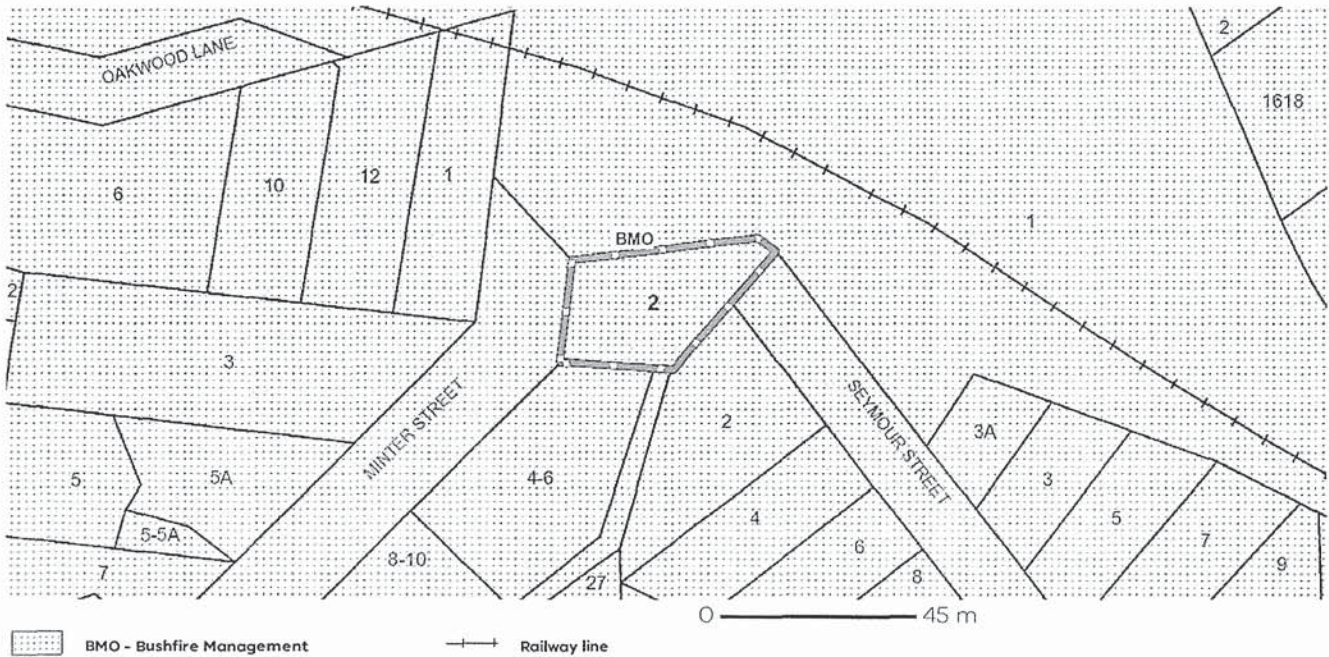 2
OAKWOOD LANE
1618
6
10
12
1
1
BMO
2
2
3
MINTER STREET
SEYMOUR STREET
2
3A
5
5A
4-6
3
4
5
5-5A
6
7
7
8-10
27
8
9
0 45 m
BMO - Bushfire Management
Railway line